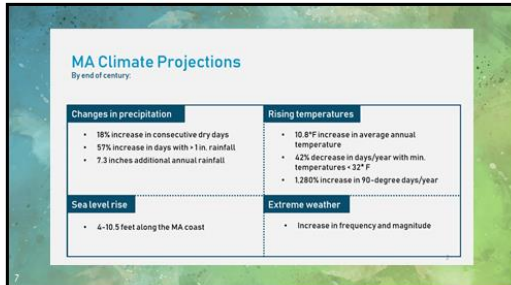 MA Climate Projections
By end of century:
Changes in precipitation
• 18% increase in consecutive dry days
• 57% increase in days with > 1 in. rainfall
• 7.3 inches additional annual rainfall
Rising temperatures
• 10.8°F increase in average annual
temperature
• 42% decrease in days/year with min.
temperatures < 32° F
• 1,280% increase in 90-degree days/year
Sea level rise
• 4-10.5 feet along the MA coast
Extreme weather
• Increase in frequency and magnitude
7